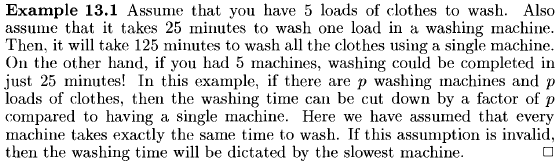 Example 13.1 Assume that you have 5 loads of clothes to wash. Also
assume that it takes 25 minutes to wash one load in a washing machine.
Then, it will take 125 minutes to wash all the clothes using a single machine.
On the other hand, if you had 5 machines, washing could be completed in
just 25 minutes! In this example, if there are p washing machines and p
loads of clothes, then the washing time can be cut down by a factor of p
compared to having a single machine. Here we have assumed that every
machine takes exactly the same time to wash. If this assumption is invalid,
then the washing time will be dictated by the slowest machine. □